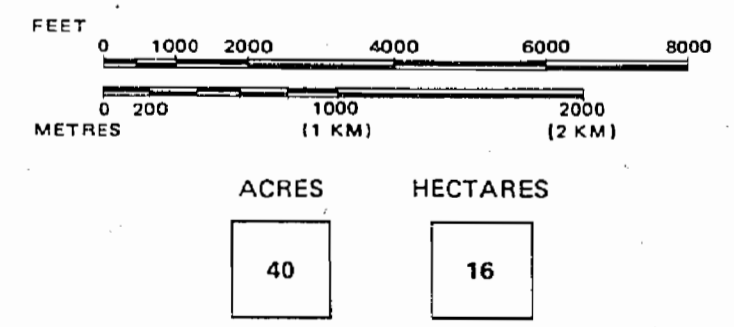 FEET
0 1000 2000 4000 6000 8000
0 200 1000 2000
METRES (1 KM) (2 KM)
ACRES HECTARES
40 16